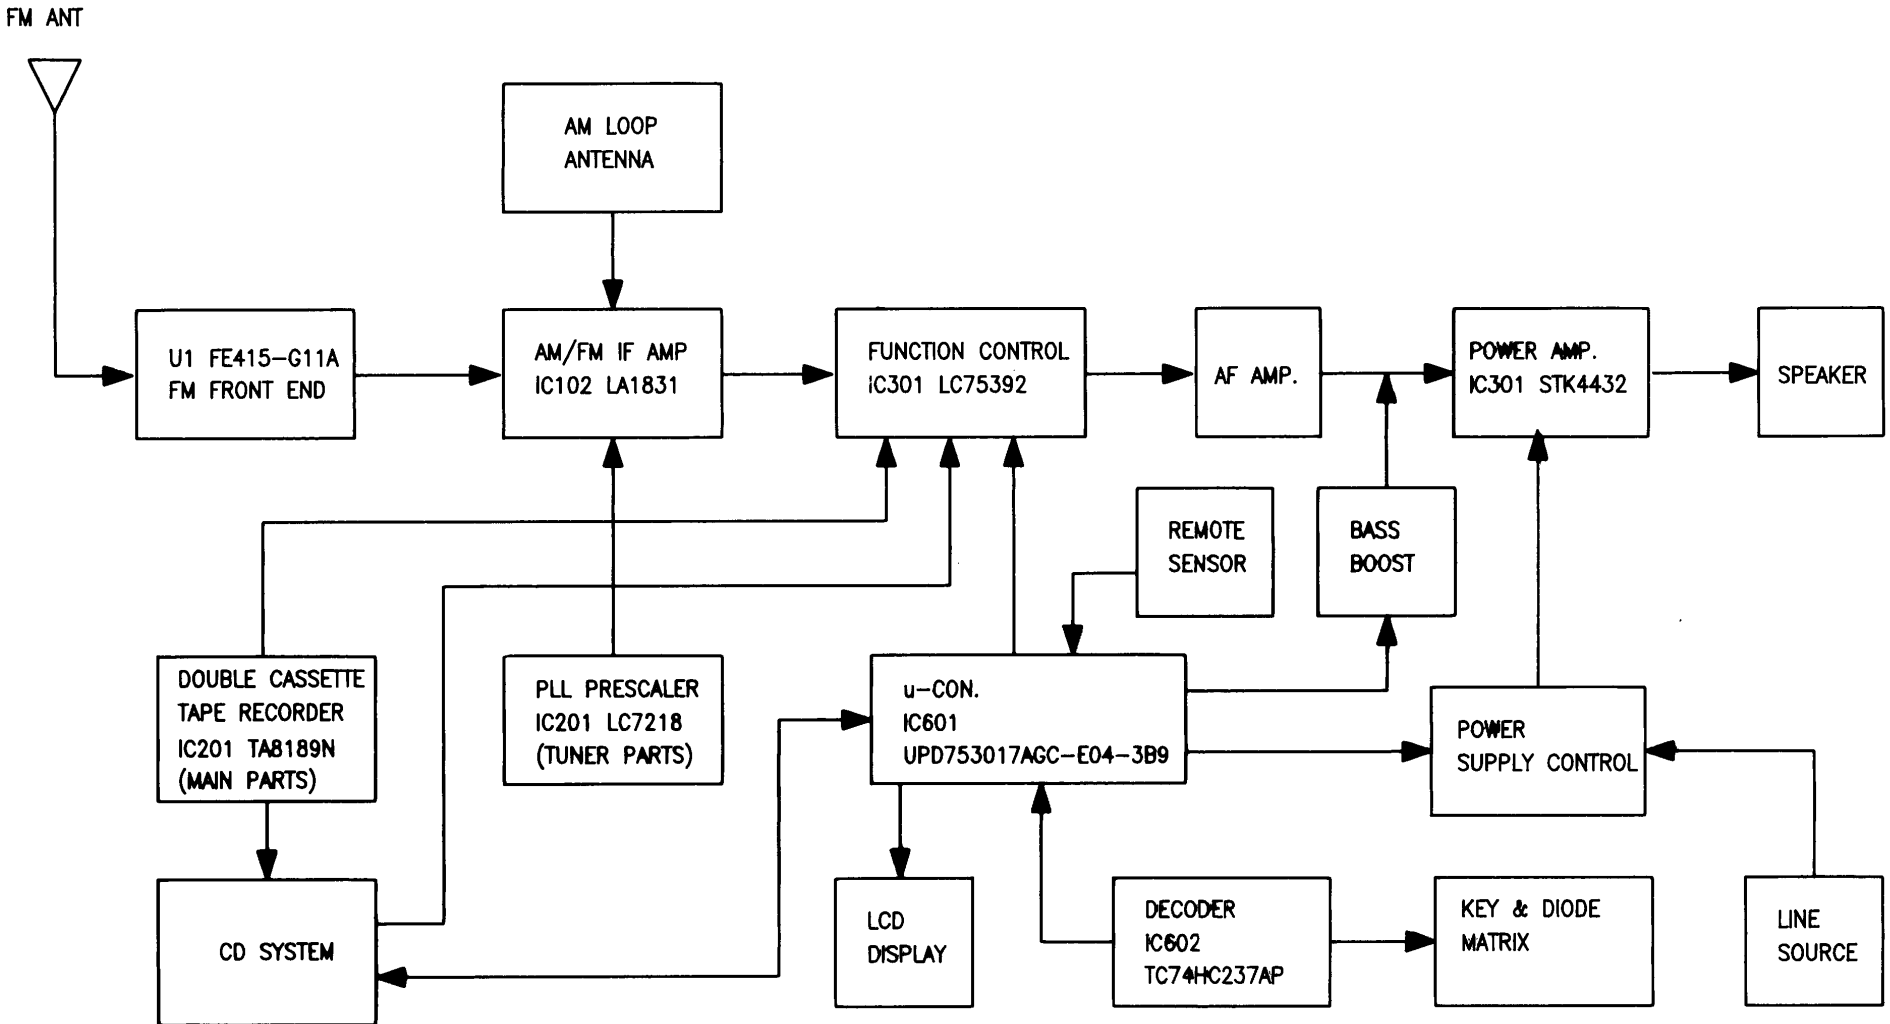 FM ANT
AM LOOP
ANTENNA
U1 FE415-G11A
FM FRONT END
AM/FM IF AMP
IC102 LA1831
FUNCTION CONTROL
IC301 LC75392
AF AMP.
POWER AMP.
IC301 STK4432
SPEAKER
REMOTE
SENSOR
BASS
BOOST
DOUBLE CASSETTE
TAPE RECORDER
IC201 TA8189N
(MAIN PARTS)
PLL PRESCALER
IC201 LC7218
(TUNER PARTS)
u-CON.
IC601
UPD753017AGC-E04-3B9
POWER
SUPPLY CONTROL
CD SYSTEM
LCD
DISPLAY
DECODER
IC602
TC74HC237AP
KEY & DIODE
MATRIX
LINE
SOURCE